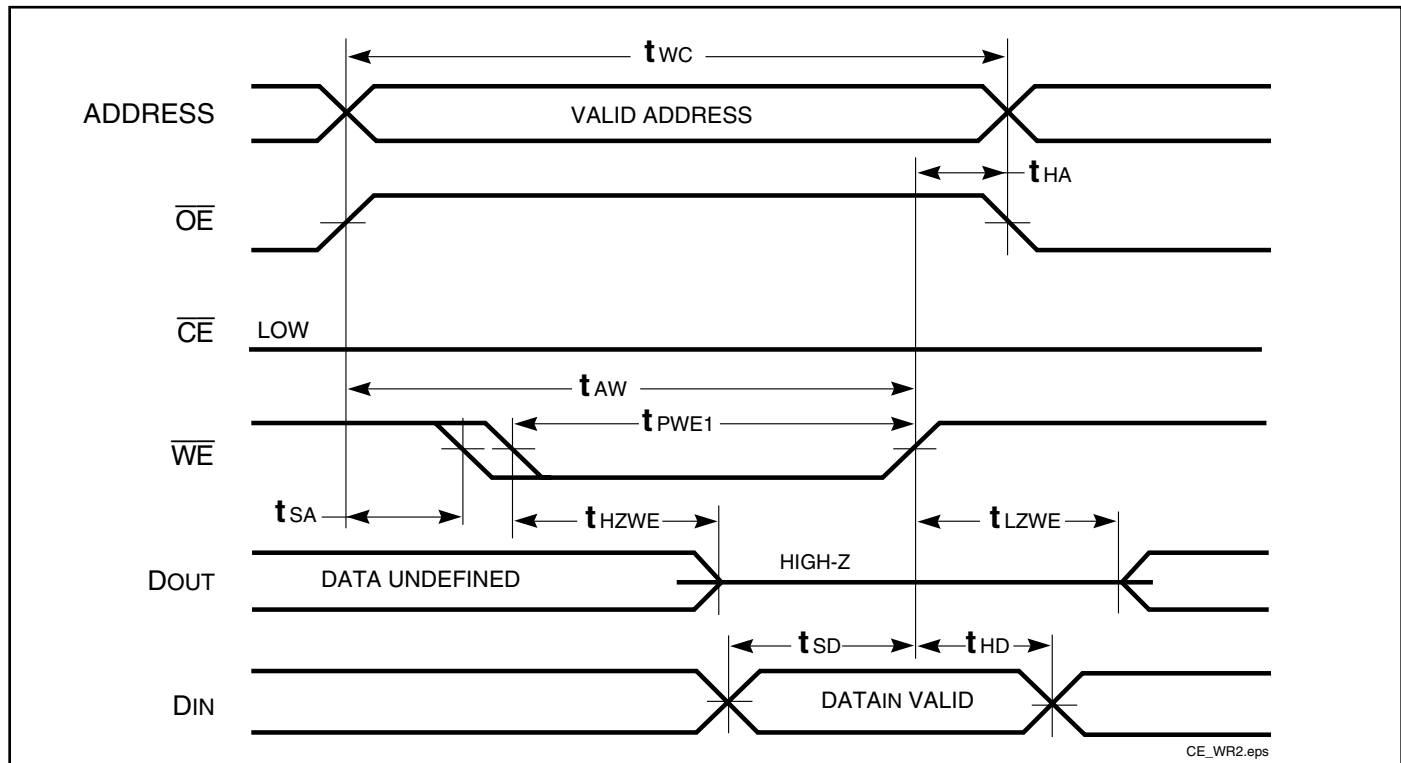 tWC
ADDRESS
VALID ADDRESS
tHA
OE
CE
LOW
tAW
tPWE1
WE
tSA
tHZWE
tLZWE
DOUT
DATA UNDEFINED
HIGH-Z
tSD
tHD
DIN
DATAIN VALID
CE_WR2.eps